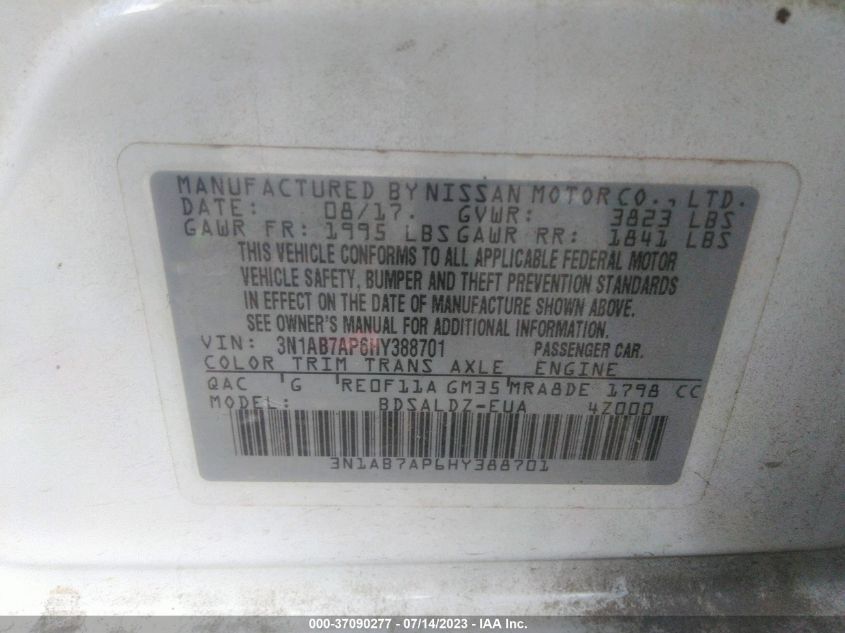 MANUFACTURED BY NISSAN MOTOR CO., LTD.
DATE: 08/17. GVWR: 3823 LBS
GAWR FR: 1995 LBS GAWR RR: 1841 LBS
THIS VEHICLE CONFORMS TO ALL APPLICABLE FEDERAL MOTOR
VEHICLE SAFETY, BUMPER AND THEFT PREVENTION STANDARDS
IN EFFECT ON THE DATE OF MANUFACTURE SHOWN ABOVE.
SEE OWNER'S MANUAL FOR ADDITIONAL INFORMATION.
VIN: 3N1AB7AP6HY388701 PASSENGER CAR.
COLOR TRIM TRANS AXLE ENGINE
QAC G RE0F11A GM35 MRA8DE 1798 CC
MODEL: BDSALDZ-EUA 4Z000
3N1AB7AP6HY388701
000-37090277 - 07/14/2023 - IAA Inc.